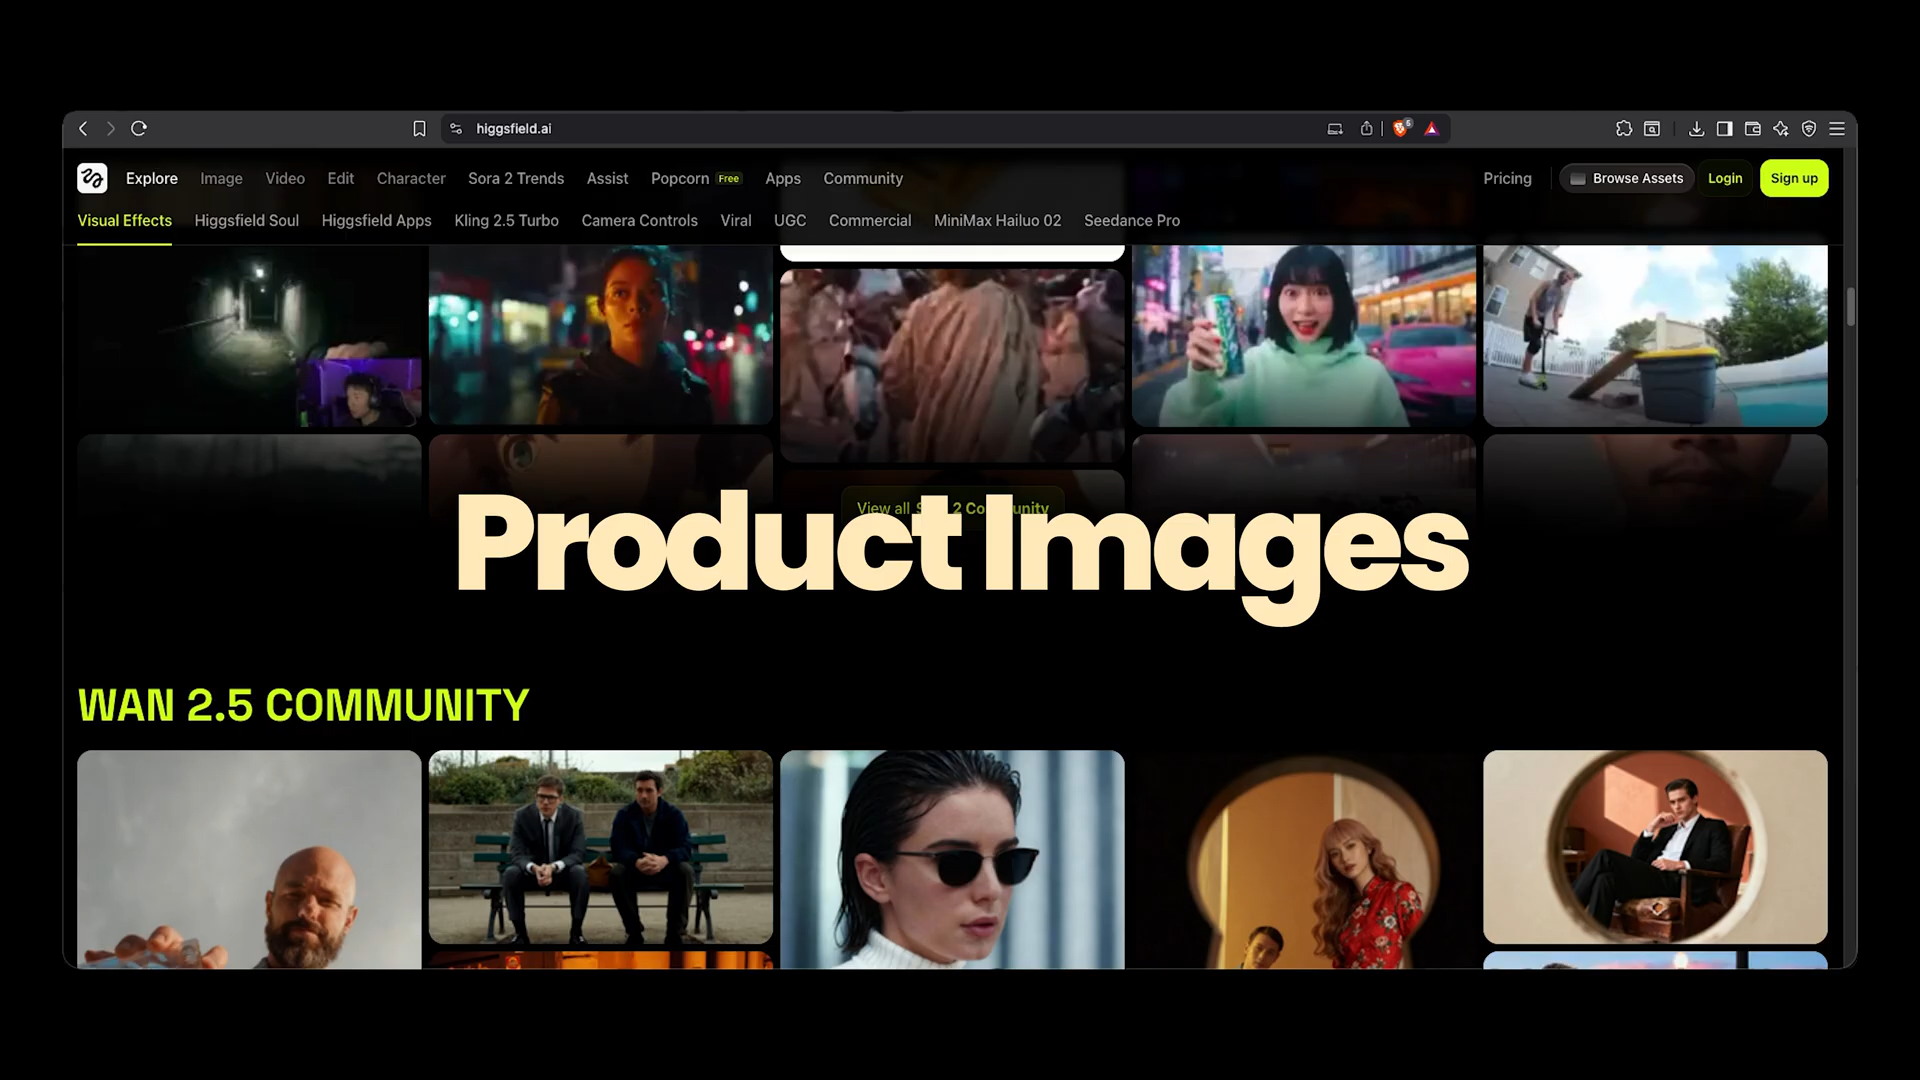 higgsfield.ai
6
Explore Image Video Edit Character Sora 2 Trends Assist Popcorn Free Apps Community Pricing Browse Assets Login Sign up
Visual Effects Higgsfield Soul Higgsfield Apps Kling 2.5 Turbo Camera Controls Viral UGC Commercial MiniMax Hailuo 02 Seedance Pro
View all 2
Product Images
WAN 2.5 COMMUNITY